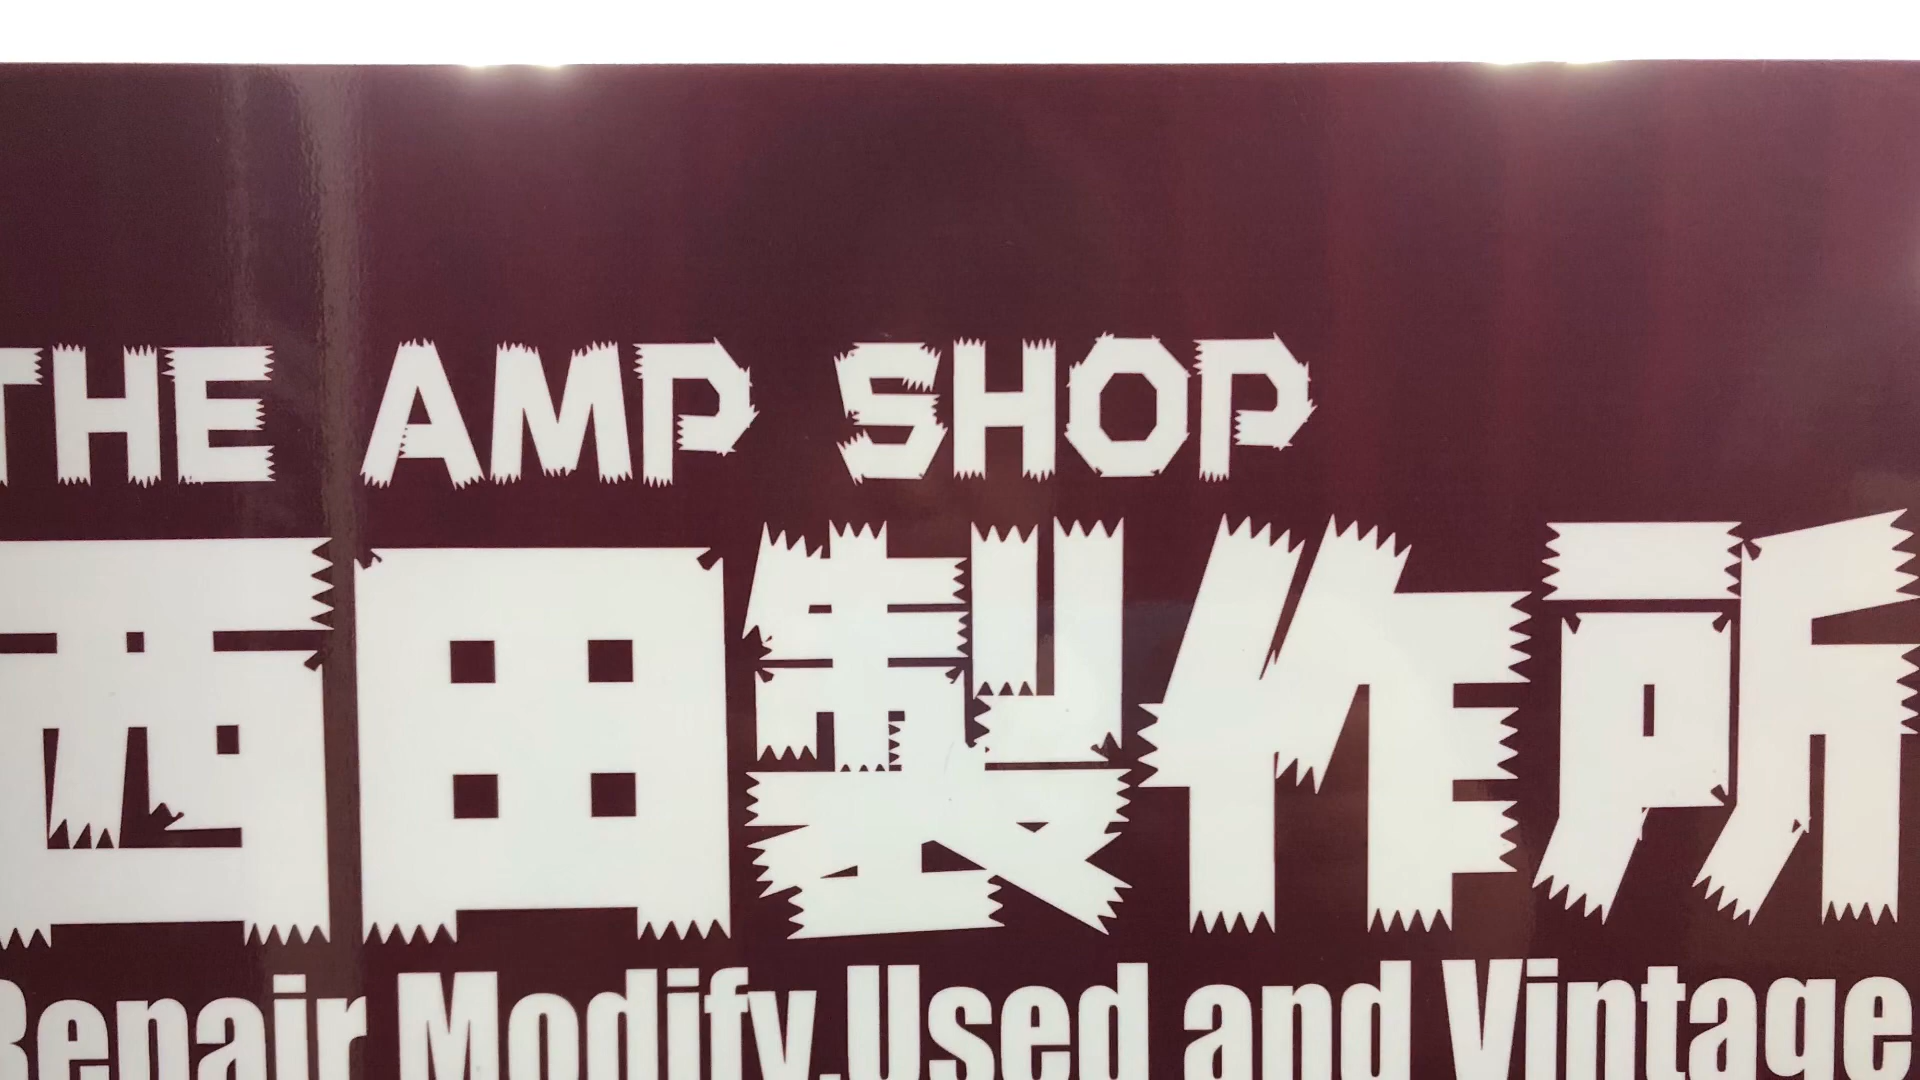 THE AMP SHOP
西田製作所
Repair Modify,Used and Vintage